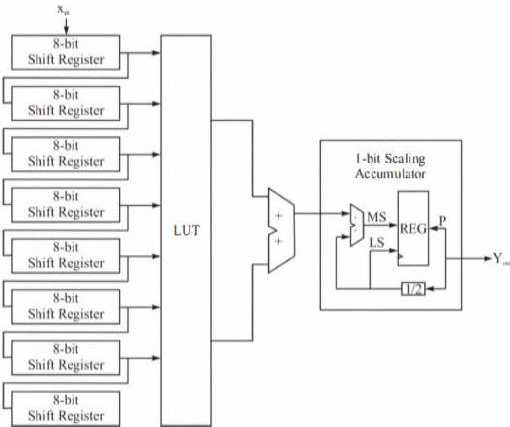 X
8-bit
Shift Register
8-bit
Shift Register
8-bit
Shift Register
8-bit
Shift Register
8-bit
Shift Register
8-bit
Shift Register
8-bit
Shift Register
8-bit
Shift Register
LUT
+
+
1-bit Scaling
Accumulator
MS
LS
REG
P
1/2
Y